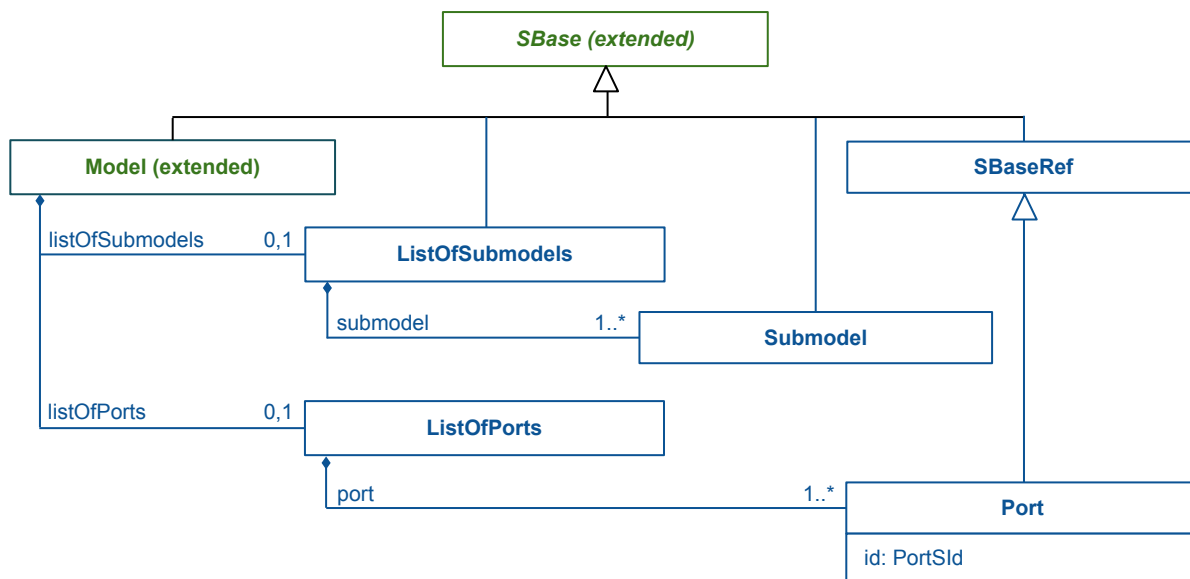 SBase (extended)
Model (extended)
SBaseRef
listOfSubmodels
0,1
ListOfSubmodels
submodel
1..*
Submodel
listOfPorts
0,1
ListOfPorts
port
1..*
Port
id: PortSId